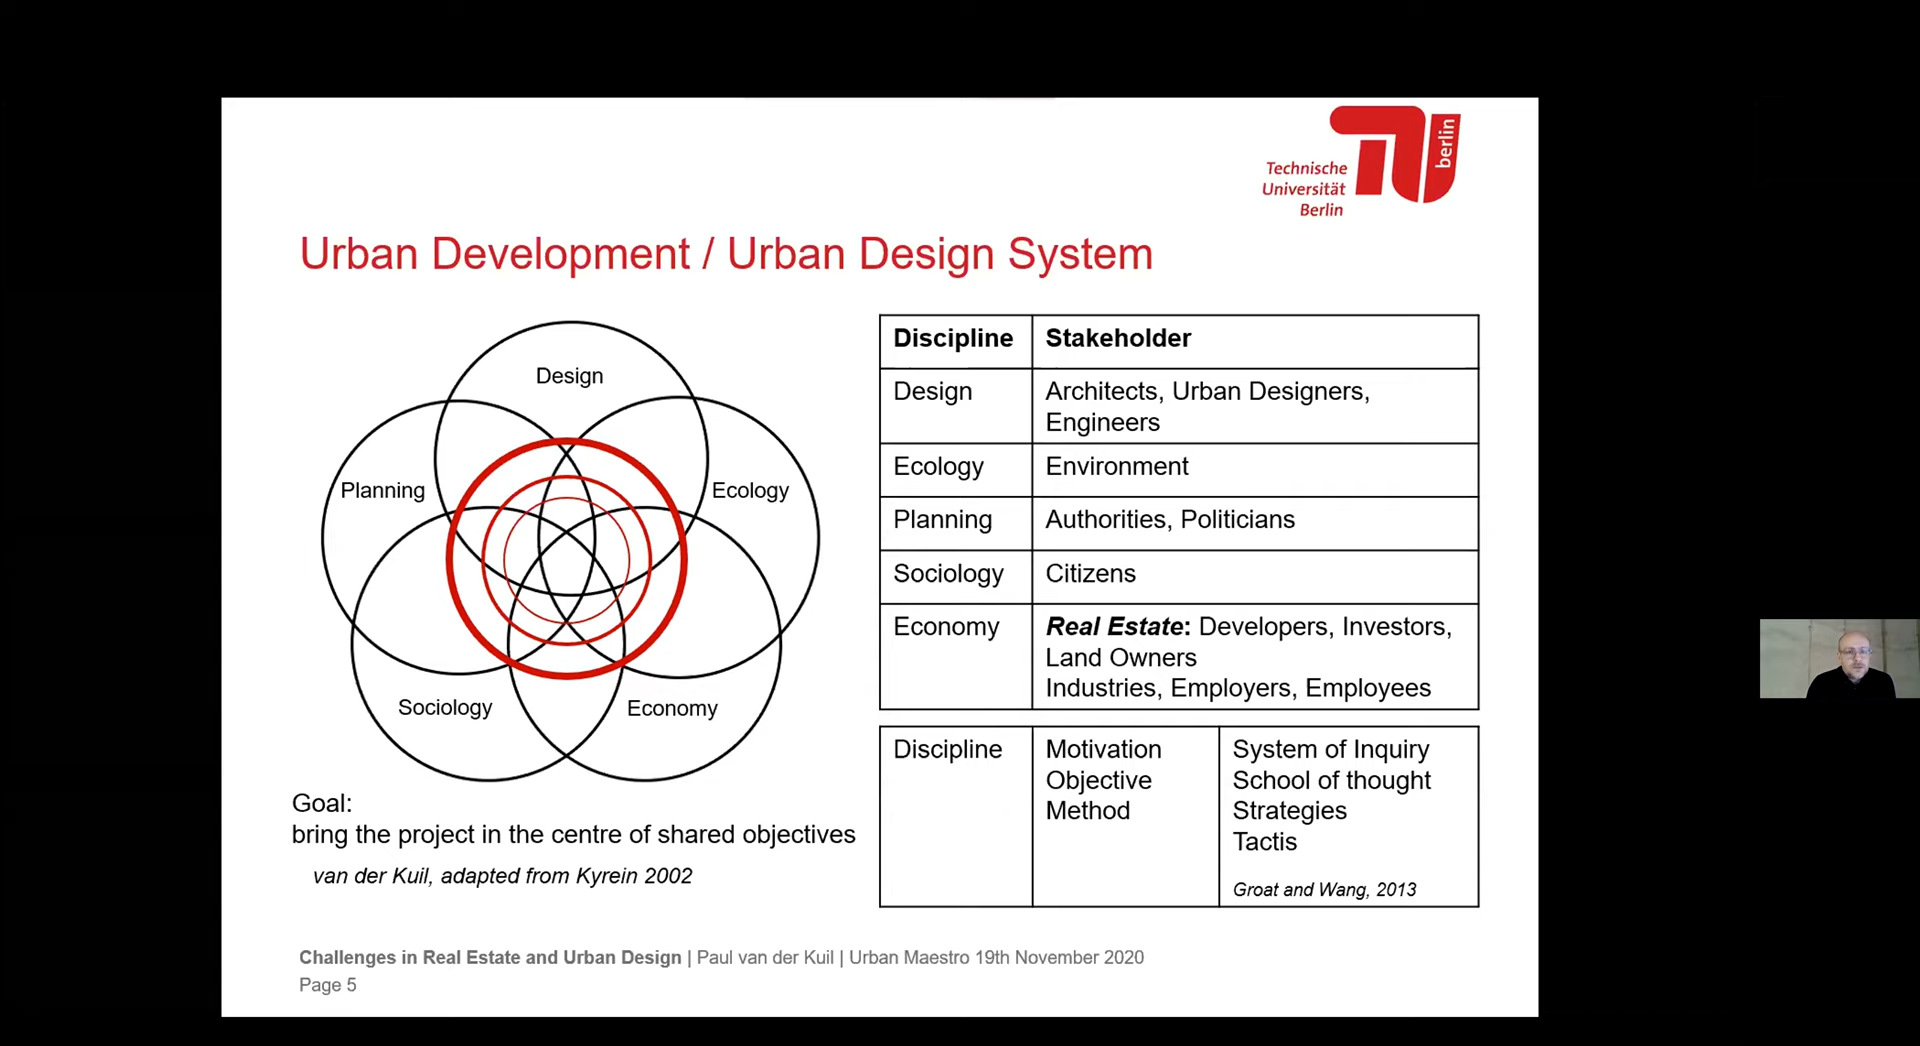 Technische
Universität
Berlin
berlin
Urban Development / Urban Design System
Design
Planning
Ecology
Sociology
Economy
Goal:
bring the project in the centre of shared objectives
van der Kuil, adapted from Kyrein 2002
Discipline Stakeholder
Design Architects, Urban Designers,
Engineers
Ecology Environment
Planning Authorities, Politicians
Sociology Citizens
Economy Real Estate: Developers, Investors,
Land Owners
Industries, Employers, Employees
Discipline Motivation System of Inquiry
Objective School of thought
Method Strategies
Tactis
Groat and Wang, 2013
Challenges in Real Estate and Urban Design | Paul van der Kuil | Urban Maestro 19th November 2020
Page 5